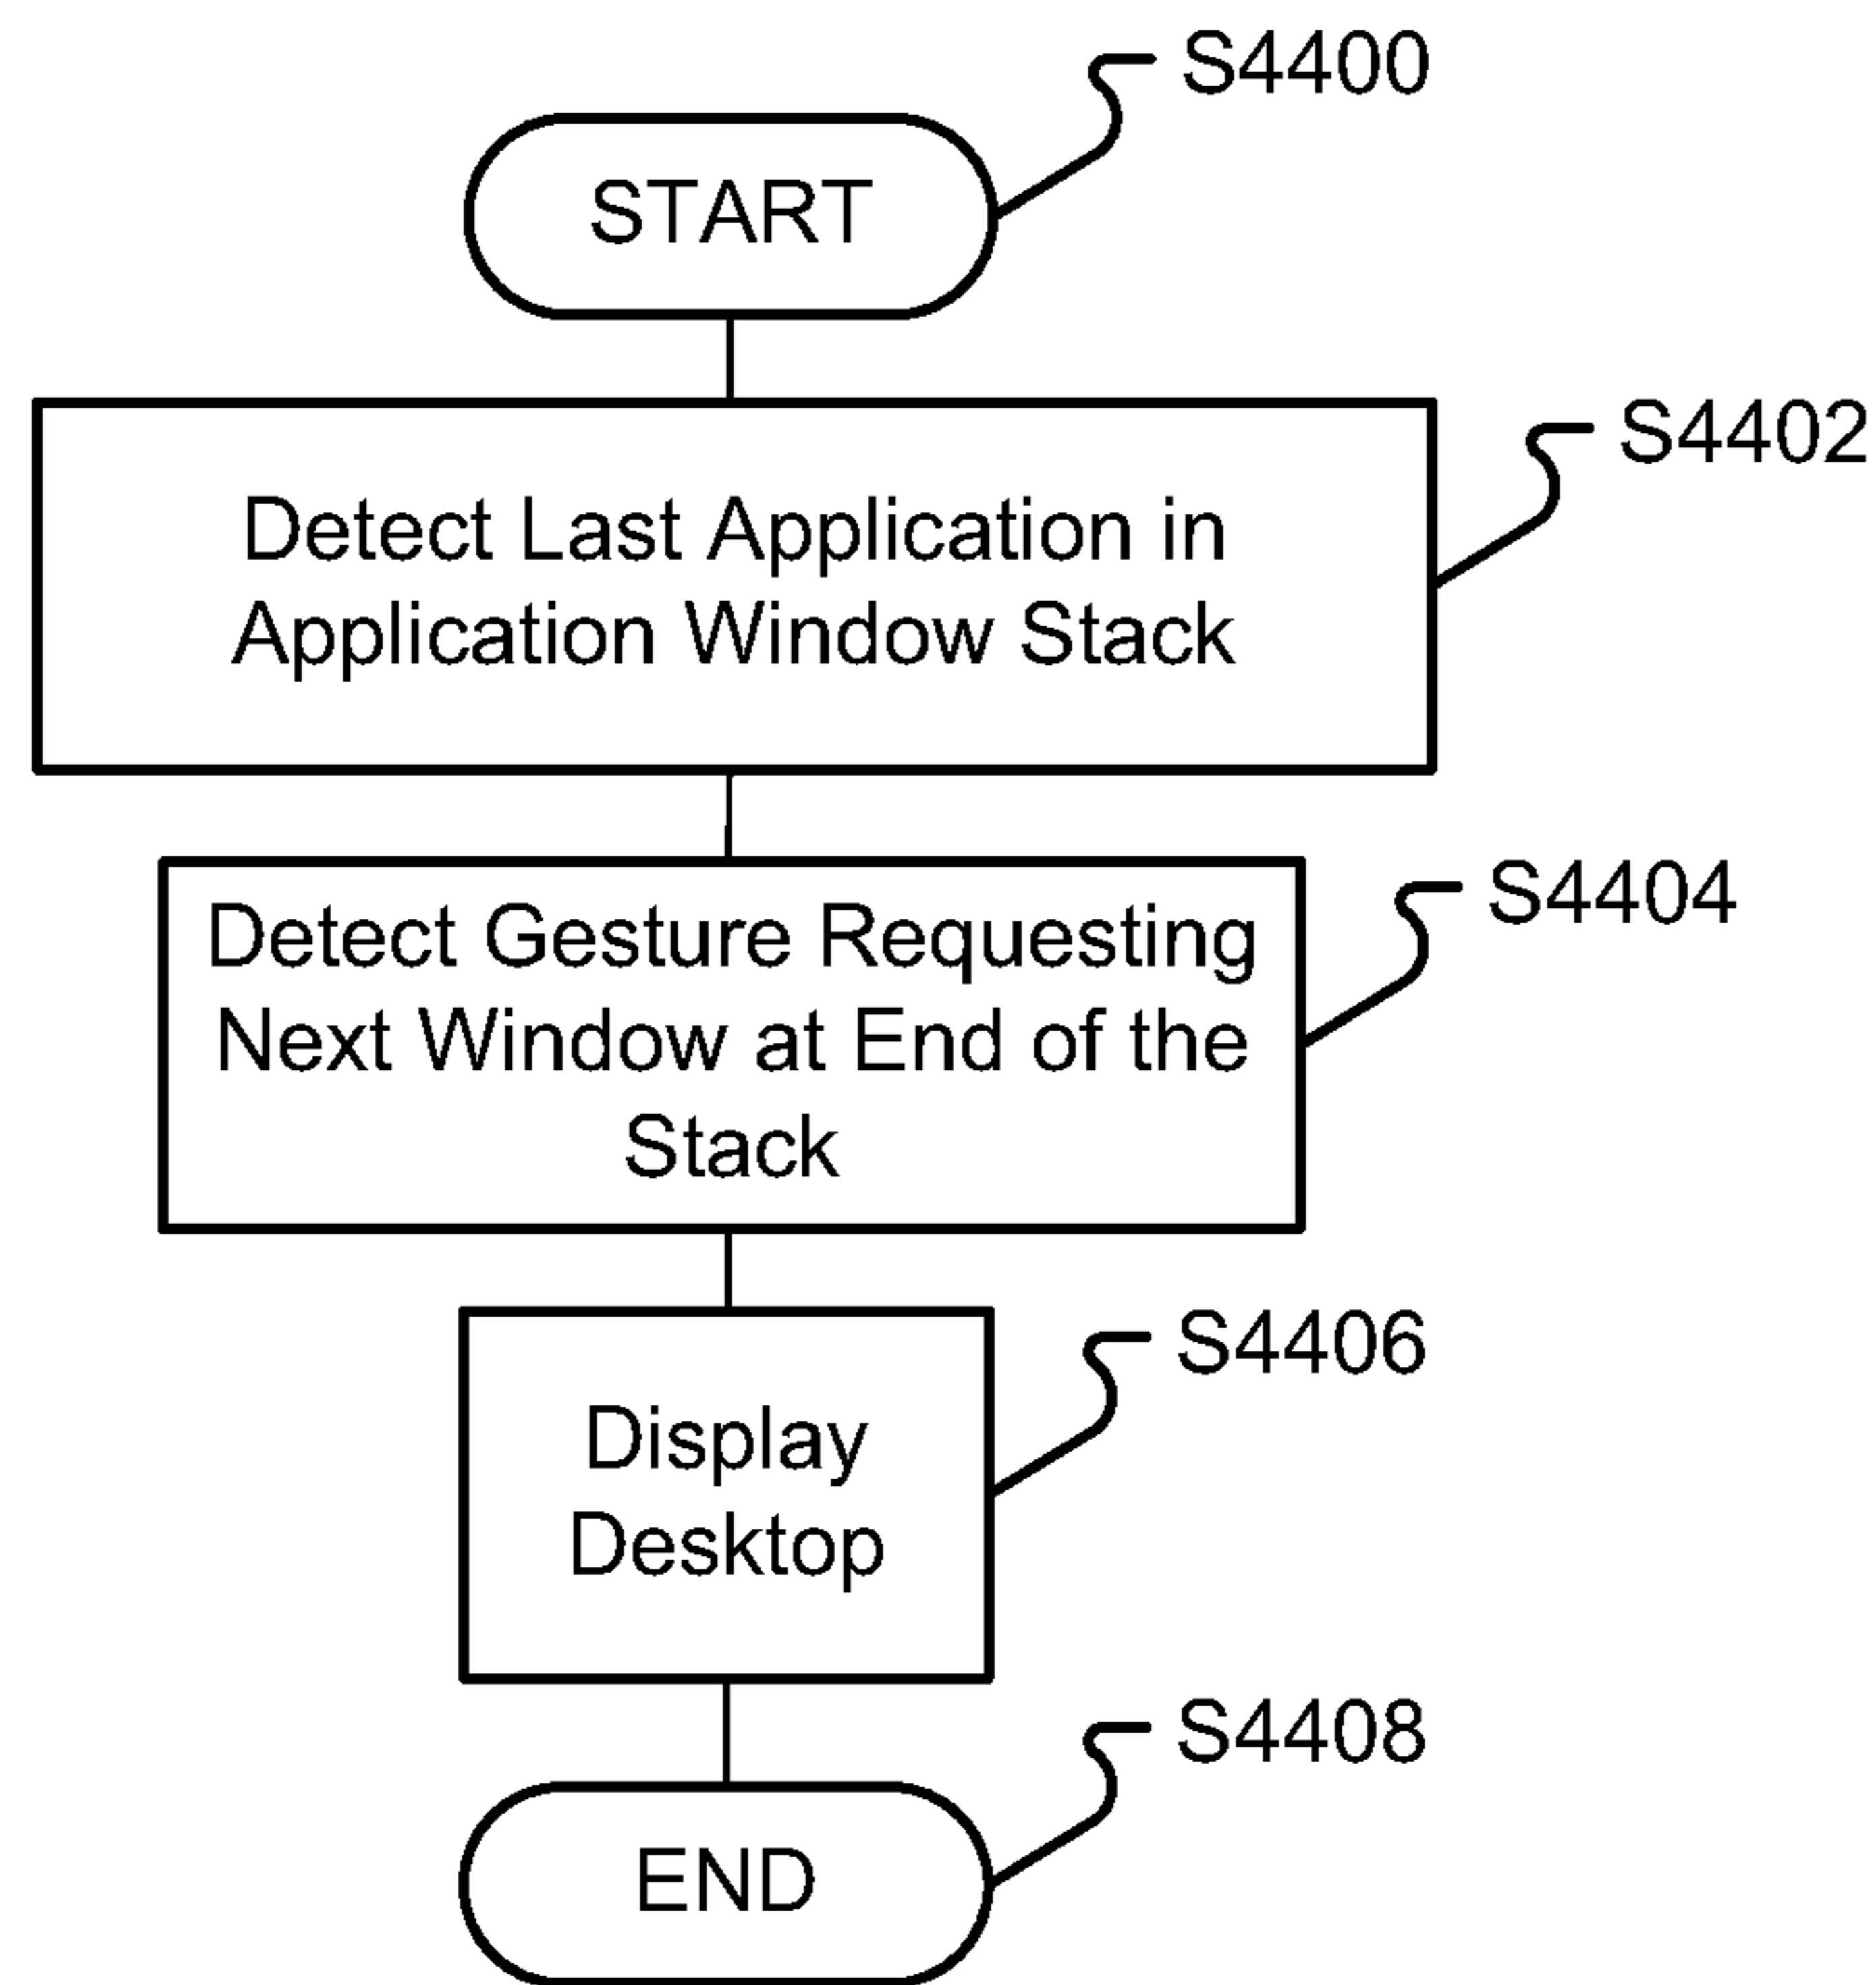 S4400
START
S4402
Detect Last Application in
Application Window Stack
S4404
Detect Gesture Requesting
Next Window at End of the
Stack
S4406
Display
Desktop
S4408
END